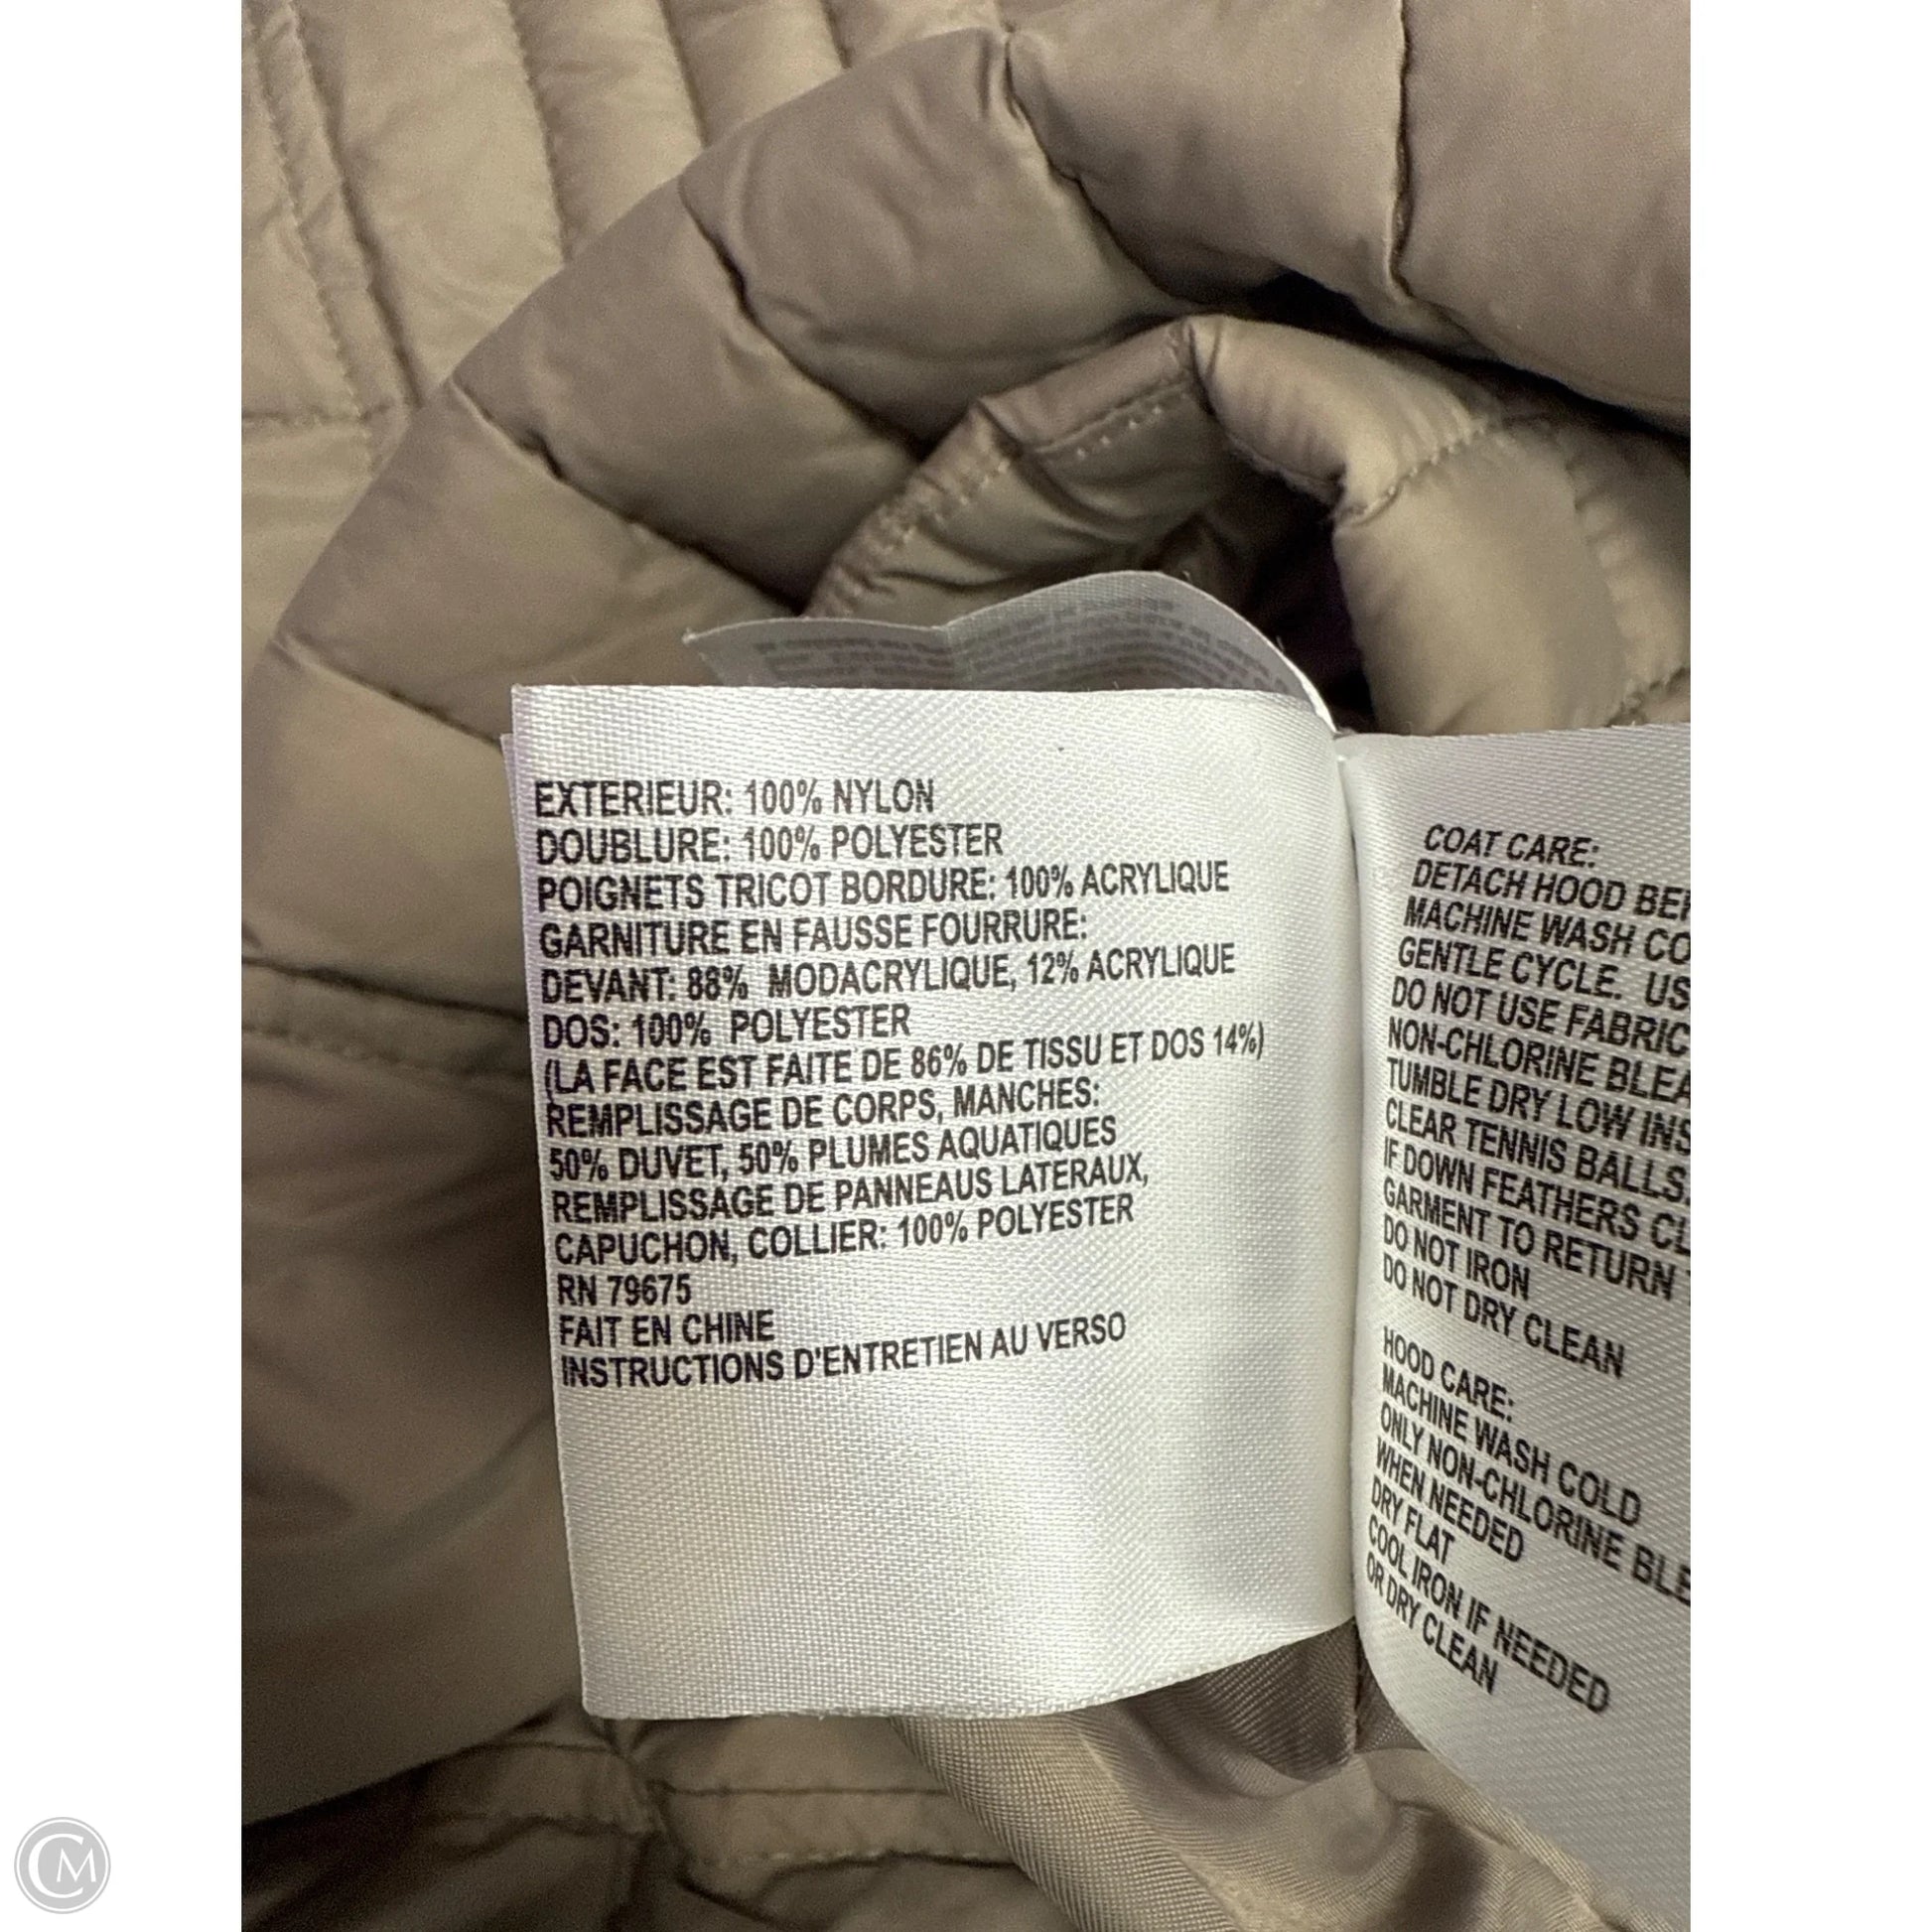 EXTERIEUR: 100% NYLON
DOUBLURE: 100% POLYESTER
POIGNETS TRICOT BORDURE: 100% ACRYLIQUE
GARNITURE EN FAUSSE FOURRURE:
DEVANT: 88% MODACRYLIQUE, 12% ACRYLIQUE
DOS: 100% POLYESTER
(LA FACE EST FAITE DE 86% DE TISSU ET DOS 14%)
REMPLISSAGE DE CORPS, MANCHES:
50% DUVET, 50% PLUMES AQUATIQUES
REMPLISSAGE DE PANNEAUS LATERAUX,
CAPUCHON, COLLIER: 100% POLYESTER
RN 79675
FAIT EN CHINE
INSTRUCTIONS D'ENTRETIEN AU VERSO
COAT CARE:
DETACH HOOD
MACHINE WASH
GENTLE CYCLE.
DO NOT USE FABRIC
NON-CHLORINE
TUMBLE DRY LOW
CLEAR TENNIS BALLS.
IF DOWN FEATHERS
GARMENT TO RETURN
DO NOT IRON
DO NOT DRY CLEAN
HOOD CARE:
MACHINE WASH COLD
ONLY NON-CHLORINE
WHEN NEEDED
DRY FLAT
COOL IRON IF NEEDED
OR DRY CLEAN
CM